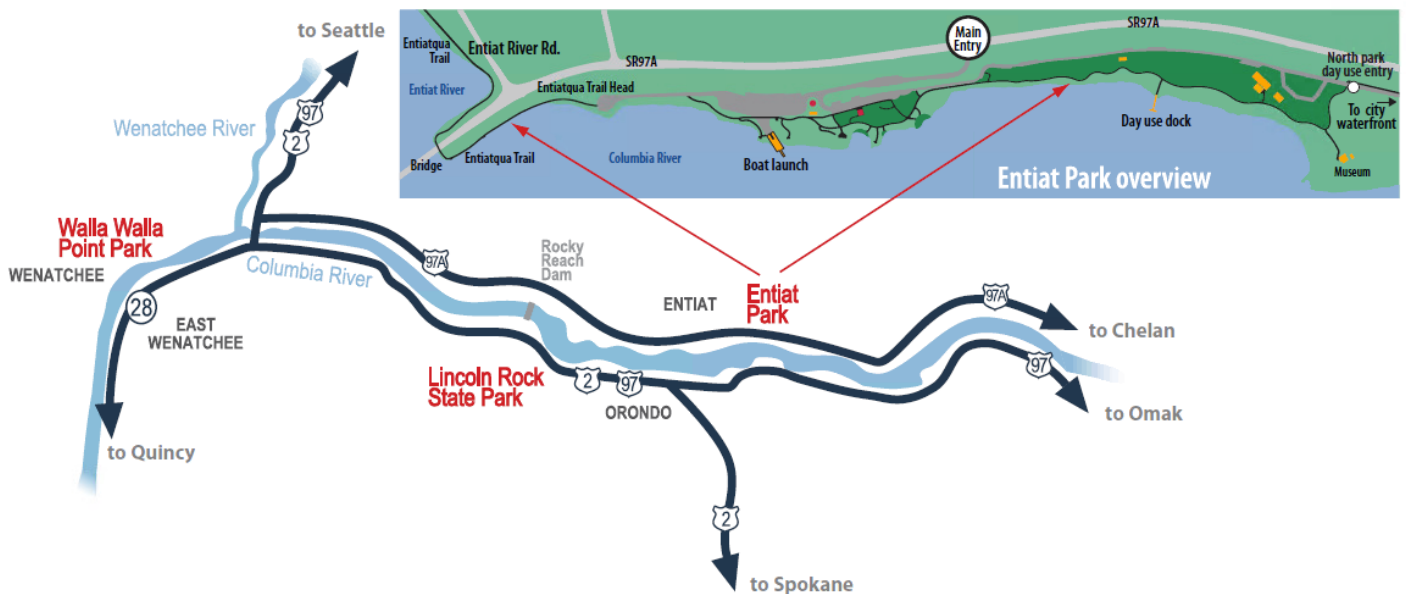 to Seattle
97
2
Wenatchee River
Walla Walla
Point Park
WENATCHEE
28
EAST
WENATCHEE
to Quincy
Columbia River
97A
Rocky
Reach
Dam
Lincoln Rock
State Park
2
97
ORONDO
ENTIAT
Entiat
Park
97A
to Chelan
97
to Omak
2
to Spokane
Entiatqua
Trail
Entiat River Rd.
Entiat River
SR97A
Entiatqua Trail Head
Main
Entry
SR97A
North park
day use entry
To city
waterfront
Bridge
Entiatqua Trail
Columbia River
Boat launch
Day use dock
Museum
Entiat Park overview